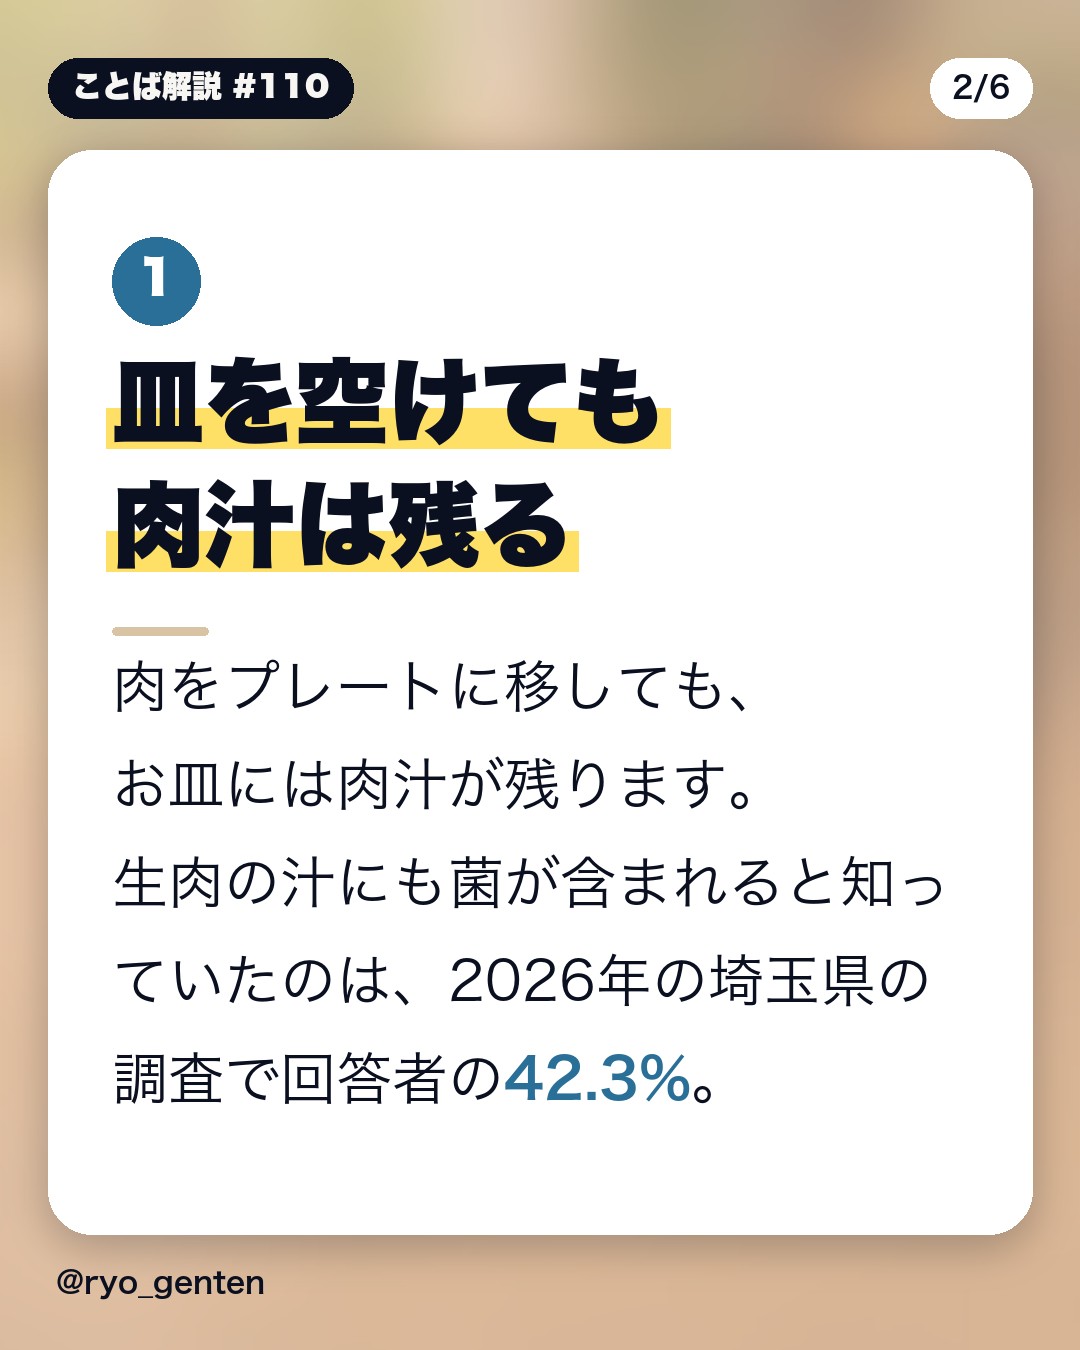 ことば解説 #110
2/6
1
皿を空けても
肉汁は残る
肉をプレートに移しても、
お皿には肉汁が残ります。
生肉の汁にも菌が含まれると知っ
ていたのは、2026年の埼玉県の
調査で回答者の42.3%。
@ryo_genten